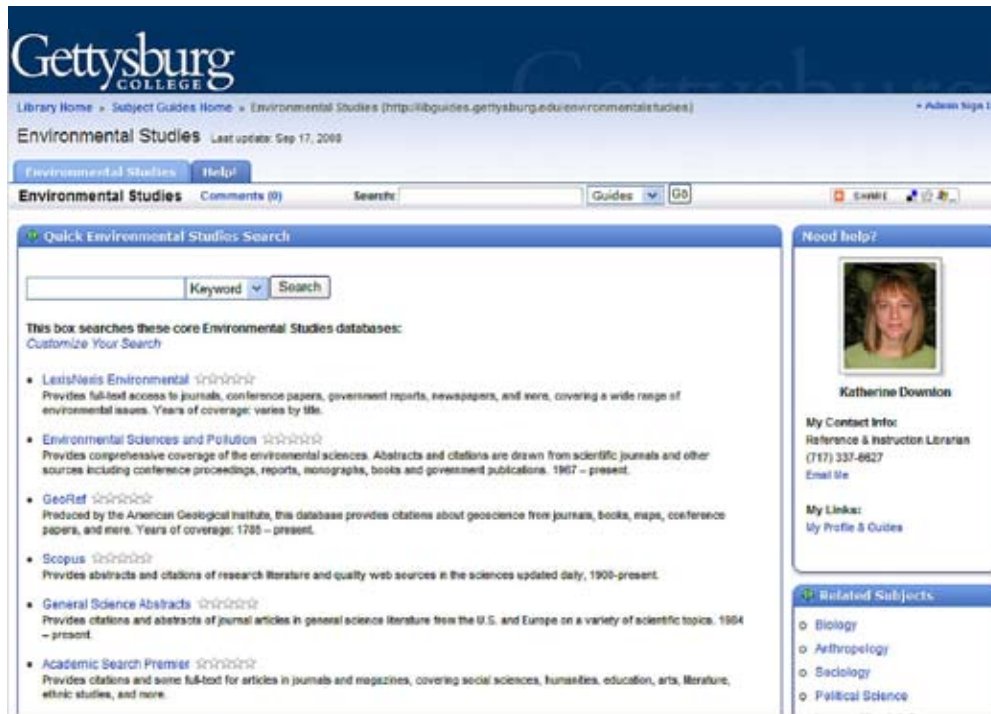 Gettysburg
COLLEGE
Library Home » Subject Guides Home » Environmental Studies (http://libguides.gettysburg.edu/environmentalstudies)
» Admin Sign
Environmental Studies Last update: Sep 17, 2008
Environmental Studies Help!
Environmental Studies Comments (0) Search: Guides Go SHARE
Quick Environmental Studies Search
Keyword Search
This box searches these core Environmental Studies databases:
Customize Your Search
• LexisNexis Environmental ☆☆☆☆☆
Provides full-text access to journals, conference papers, government reports, newspapers, and more, covering a wide range of
environmental issues. Years of coverage: varies by title.
• Environmental Sciences and Pollution ☆☆☆☆☆
Provides comprehensive coverage of the environmental sciences. Abstracts and citations are drawn from scientific journals and other
sources including conference proceedings, reports, monographs, books and government publications. 1967 – present.
• GeoRef ☆☆☆☆☆
Produced by the American Geological Institute, this database provides citations about geoscience from journals, books, maps, conference
papers, and more. Years of coverage: 1785 – present.
• Scopus ☆☆☆☆☆
Provides abstracts and citations of research literature and quality web sources in the sciences updated daily, 1900-present.
• General Science Abstracts ☆☆☆☆☆
Provides citations and abstracts of journal articles in general science literature from the U.S. and Europe on a variety of scientific topics. 1984
– present.
• Academic Search Premier ☆☆☆☆☆
Provides citations and some full-text for articles in journals and magazines, covering social sciences, humanities, education, arts, literature,
ethnic studies, and more.
Need help?
Katherine Downton
My Contact Info:
Reference & Instruction Librarian
(717) 337-6627
Email Me
My Links:
My Profile & Guides
Related Subjects
Biology
Anthropology
Sociology
Political Science